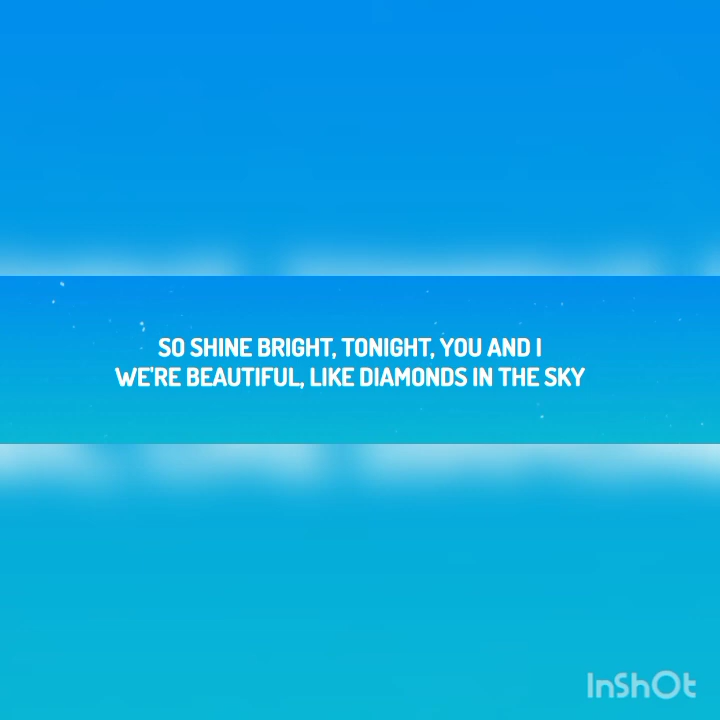 SO SHINE BRIGHT, TONIGHT, YOU AND I
WE'RE BEAUTIFUL, LIKE DIAMONDS IN THE SKY
InShOt